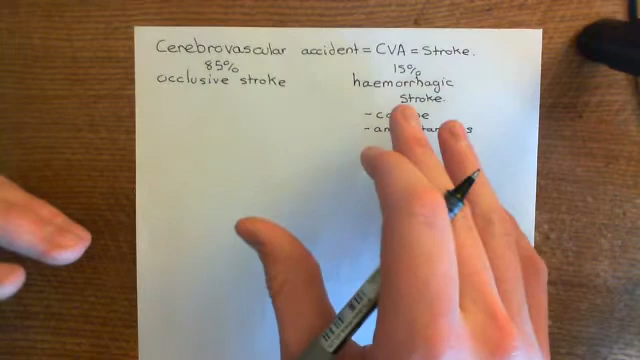 Cerebrovascular accident = CVA = Stroke.
85% 15%
occlusive stroke haemorrhagic
stroke.